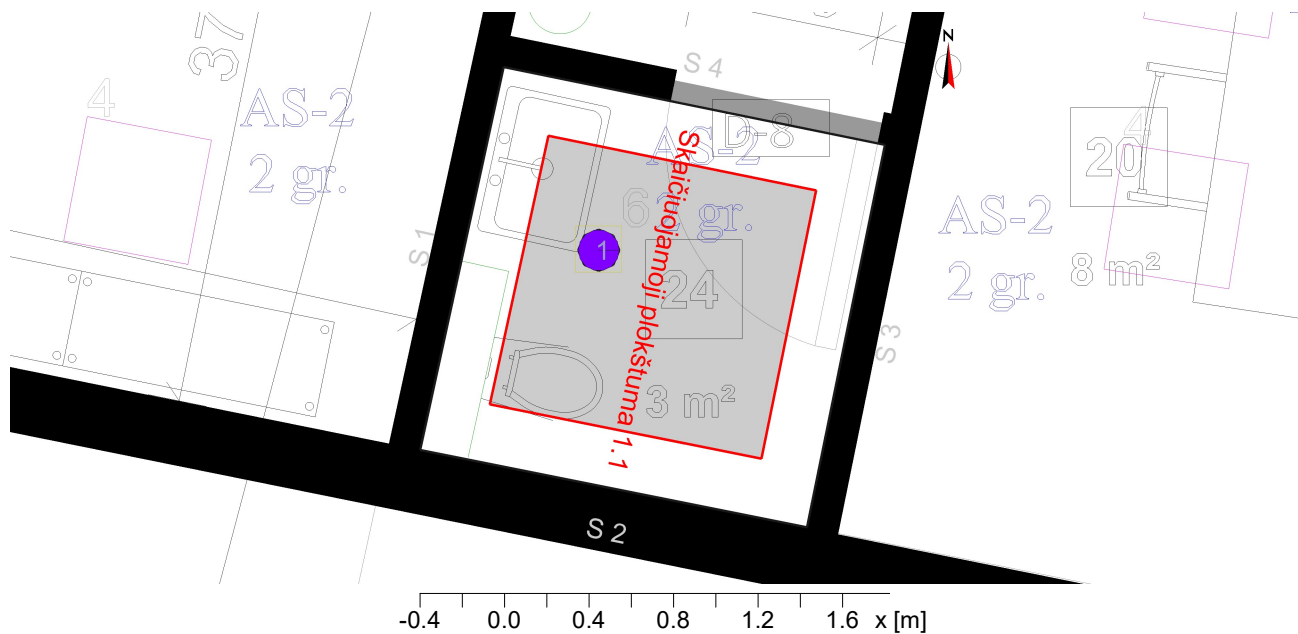 37
4
AS-2
2 gr.
S 4
N
D-8
AS-2
Skaičiuojamoji plokštuma 1.1
6
2 gr.
1
24
3 m²
S 1
S 3
S 2
4
20
AS-2
2 gr.
8 m²
-0.4 0.0 0.4 0.8 1.2 1.6 x [m]